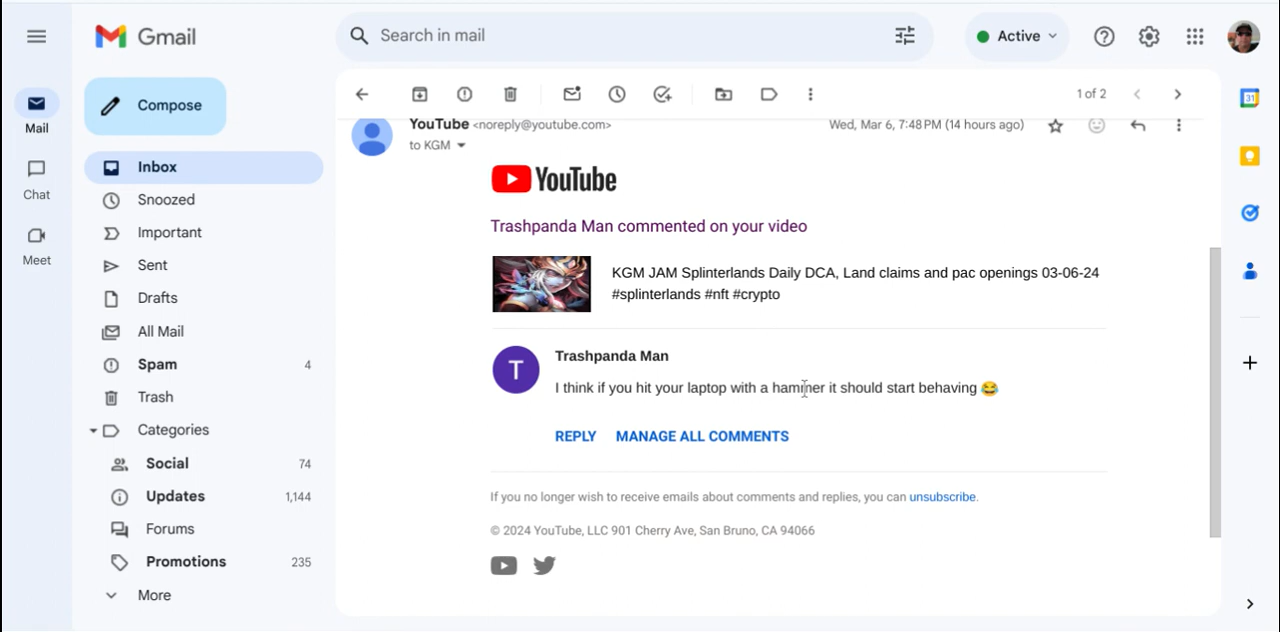 Gmail
Search in mail
Active
Compose
Mail
Chat
Meet
Inbox
Snoozed
Important
Sent
Drafts
All Mail
Spam 4
Trash
Categories
Social 74
Updates 1,144
Forums
Promotions 235
More
1 of 2
YouTube <noreply@youtube.com>
Wed, Mar 6, 7:48 PM (14 hours ago)
to KGM
YouTube
Trashpanda Man commented on your video
KGM JAM Splinterlands Daily DCA, Land claims and pac openings 03-06-24
#splinterlands #nft #crypto
T
Trashpanda Man
I think if you hit your laptop with a hammer it should start behaving 😂
REPLY MANAGE ALL COMMENTS
If you no longer wish to receive emails about comments and replies, you can unsubscribe.
© 2024 YouTube, LLC 901 Cherry Ave, San Bruno, CA 94066
31